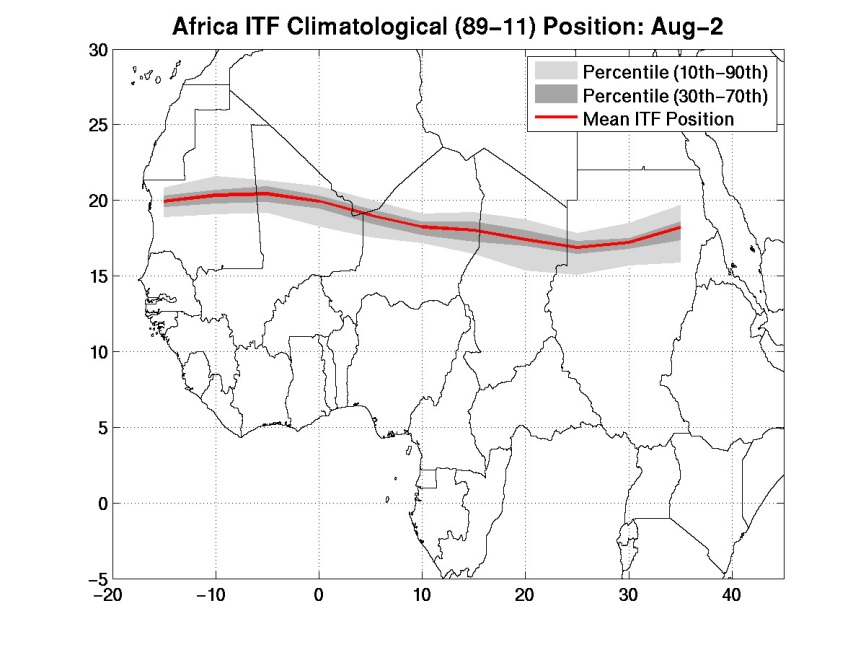 Africa ITF Climatological (89−11) Position: Aug−2
30
25
20
15
10
5
0
−5
Percentile (10th−90th)
Percentile (30th−70th)
Mean ITF Position
−20 −10 0 10 20 30 40